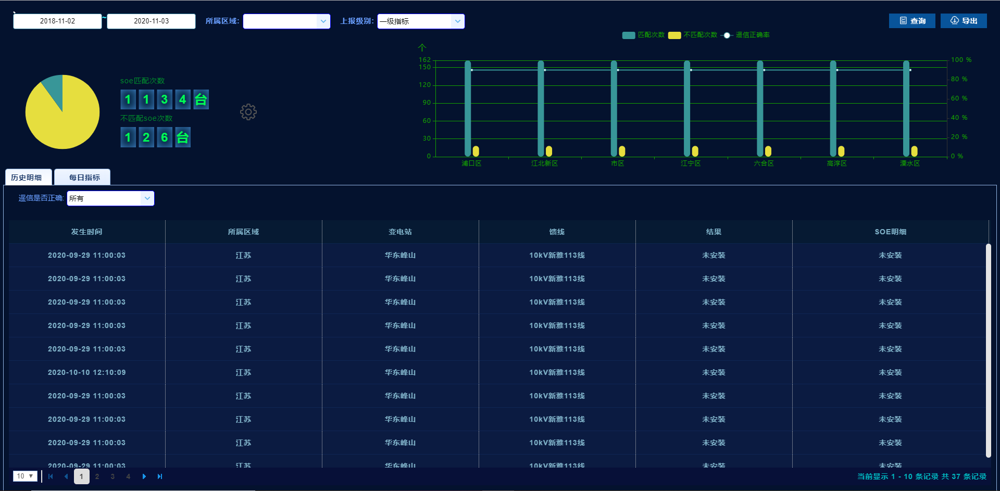 2018-11-02 ~ 2020-11-03 所属区域: 上报级别: 一级指标 查询 导出
匹配次数 不匹配次数 遥信正确率
个
162 100 %
150
120 80 %
90 60 %
60 40 %
30 20 %
0 0 %
浦口区 江北新区 市区 江宁区 六合区 高淳区 溧水区
soe匹配次数
1 1 3 4 台
不匹配soe次数
1 2 6 台
历史明细 每日指标
遥信是否正确: 所有
发生时间 所属区域 变电站 馈线 结果 SOE明细
2020-09-29 11:00:03 江苏 华东峰山 10kV新雅113线 未安装 未安装
2020-09-29 11:00:03 江苏 华东峰山 10kV新雅113线 未安装 未安装
2020-09-29 11:00:03 江苏 华东峰山 10kV新雅113线 未安装 未安装
2020-09-29 11:00:03 江苏 华东峰山 10kV新雅113线 未安装 未安装
2020-09-29 11:00:03 江苏 华东峰山 10kV新雅113线 未安装 未安装
2020-10-10 12:10:09 江苏 华东峰山 10kV新雅113线 未安装 未安装
2020-09-29 11:00:03 江苏 华东峰山 10kV新雅113线 未安装 未安装
2020-09-29 11:00:03 江苏 华东峰山 10kV新雅113线 未安装 未安装
2020-09-29 11:00:03 江苏 华东峰山 10kV新雅113线 未安装 未安装
2020-09-29 11:00:03 江苏 华东峰山 10kV新雅113线 未安装 未安装
10 1 2 3 4 当前显示 1 - 10 条记录 共 37 条记录